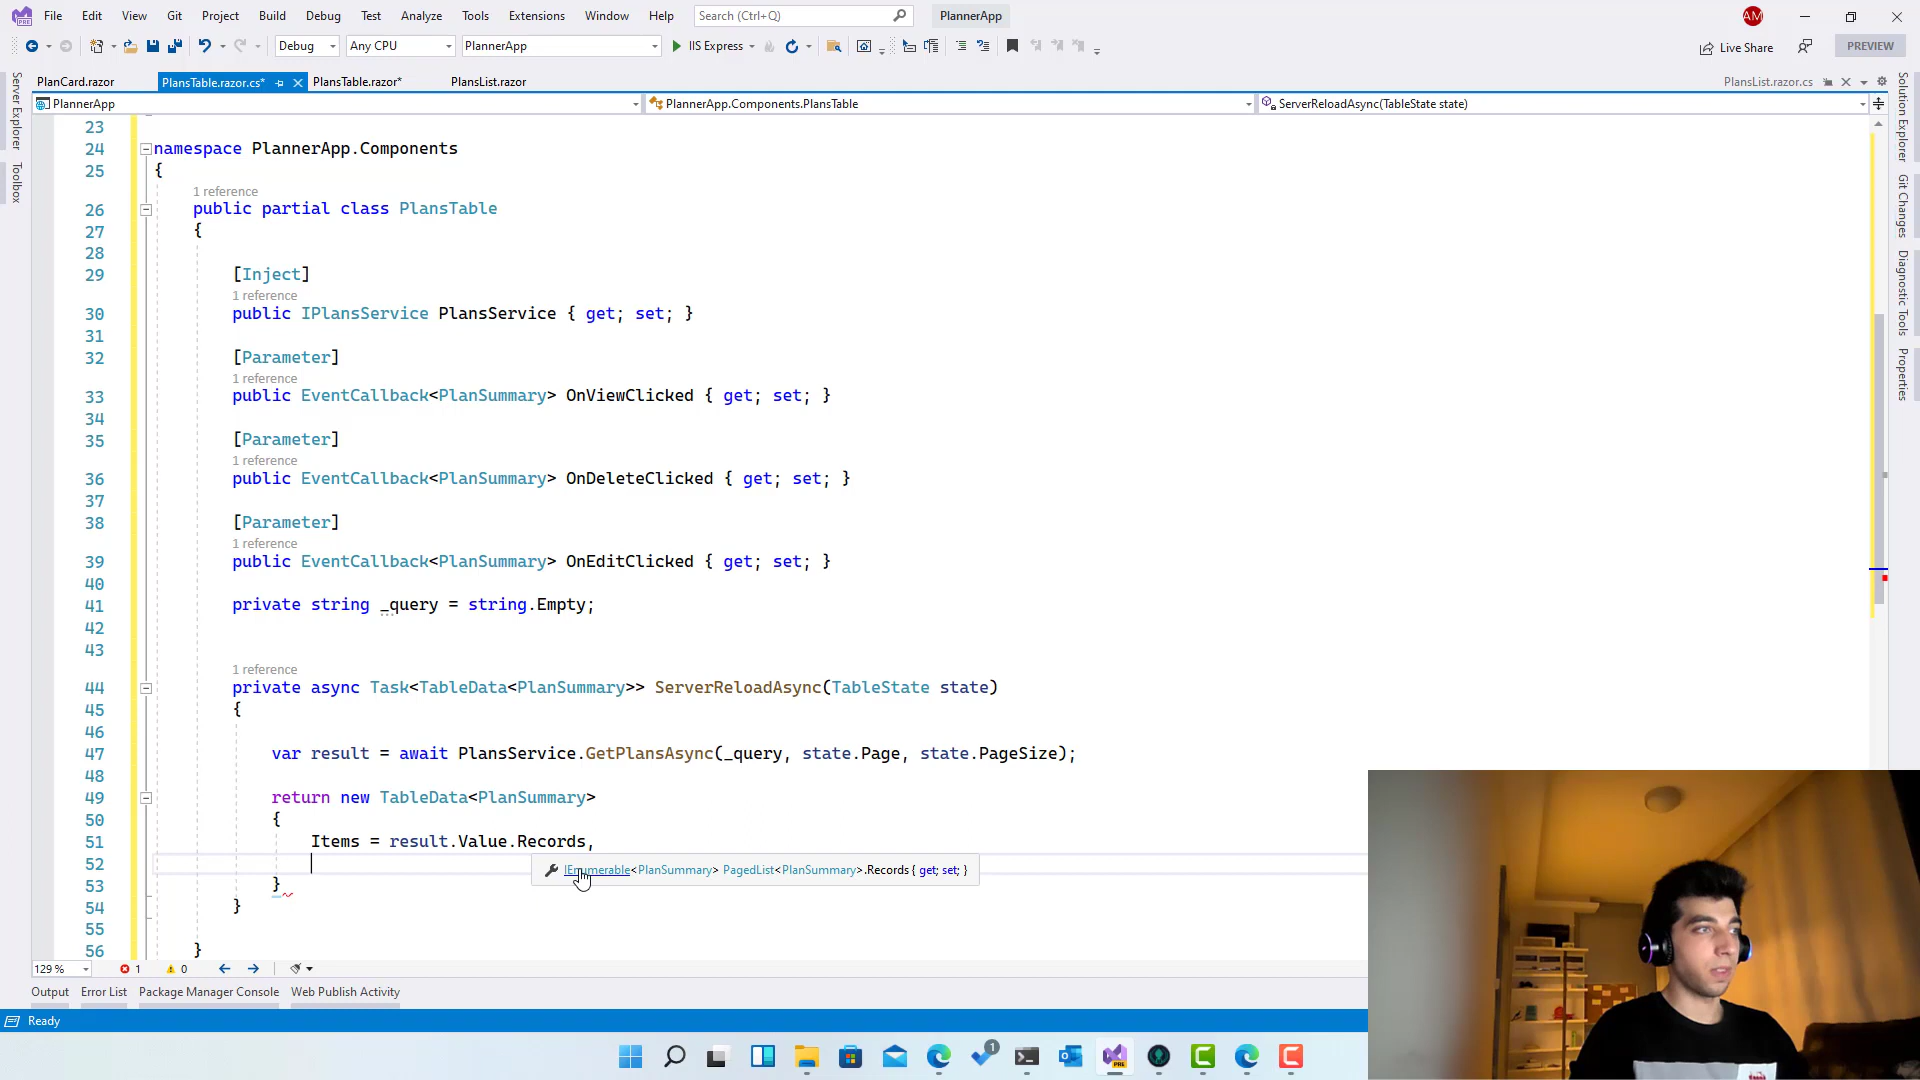 File Edit View Git Project Build Debug Test Analyze Tools Extensions Window Help Search (Ctrl+Q) PlannerApp AM
Debug Any CPU PlannerApp IIS Express Live Share PREVIEW
PlanCard.razor PlansTable.razor.cs* PlansTable.razor* PlansList.razor PlansList.razor.cs
PlannerApp PlannerApp.Components.PlansTable ServerReloadAsync(TableState state)
Server Explorer
Toolbox
Solution Explorer
Git Changes
Diagnostic Tools
Properties
23
24 namespace PlannerApp.Components
25 {
1 reference
26 public partial class PlansTable
27 {
28
29 [Inject]
1 reference
30 public IPlansService PlansService { get; set; }
31
32 [Parameter]
1 reference
33 public EventCallback<PlanSummary> OnViewClicked { get; set; }
34
35 [Parameter]
1 reference
36 public EventCallback<PlanSummary> OnDeleteClicked { get; set; }
37
38 [Parameter]
1 reference
39 public EventCallback<PlanSummary> OnEditClicked { get; set; }
40
41 private string _query = string.Empty;
42
43
1 reference
44 private async Task<TableData<PlanSummary>> ServerReloadAsync(TableState state)
45 {
46
47 var result = await PlansService.GetPlansAsync(_query, state.Page, state.PageSize);
48
49 return new TableData<PlanSummary>
50 {
51 Items = result.Value.Records,
52
IEnumerable<PlanSummary> PagedList<PlanSummary>.Records { get; set; }
53 }
54 }
55
56 }
129 % 1 0
Output Error List Package Manager Console Web Publish Activity
Ready
1
PRE